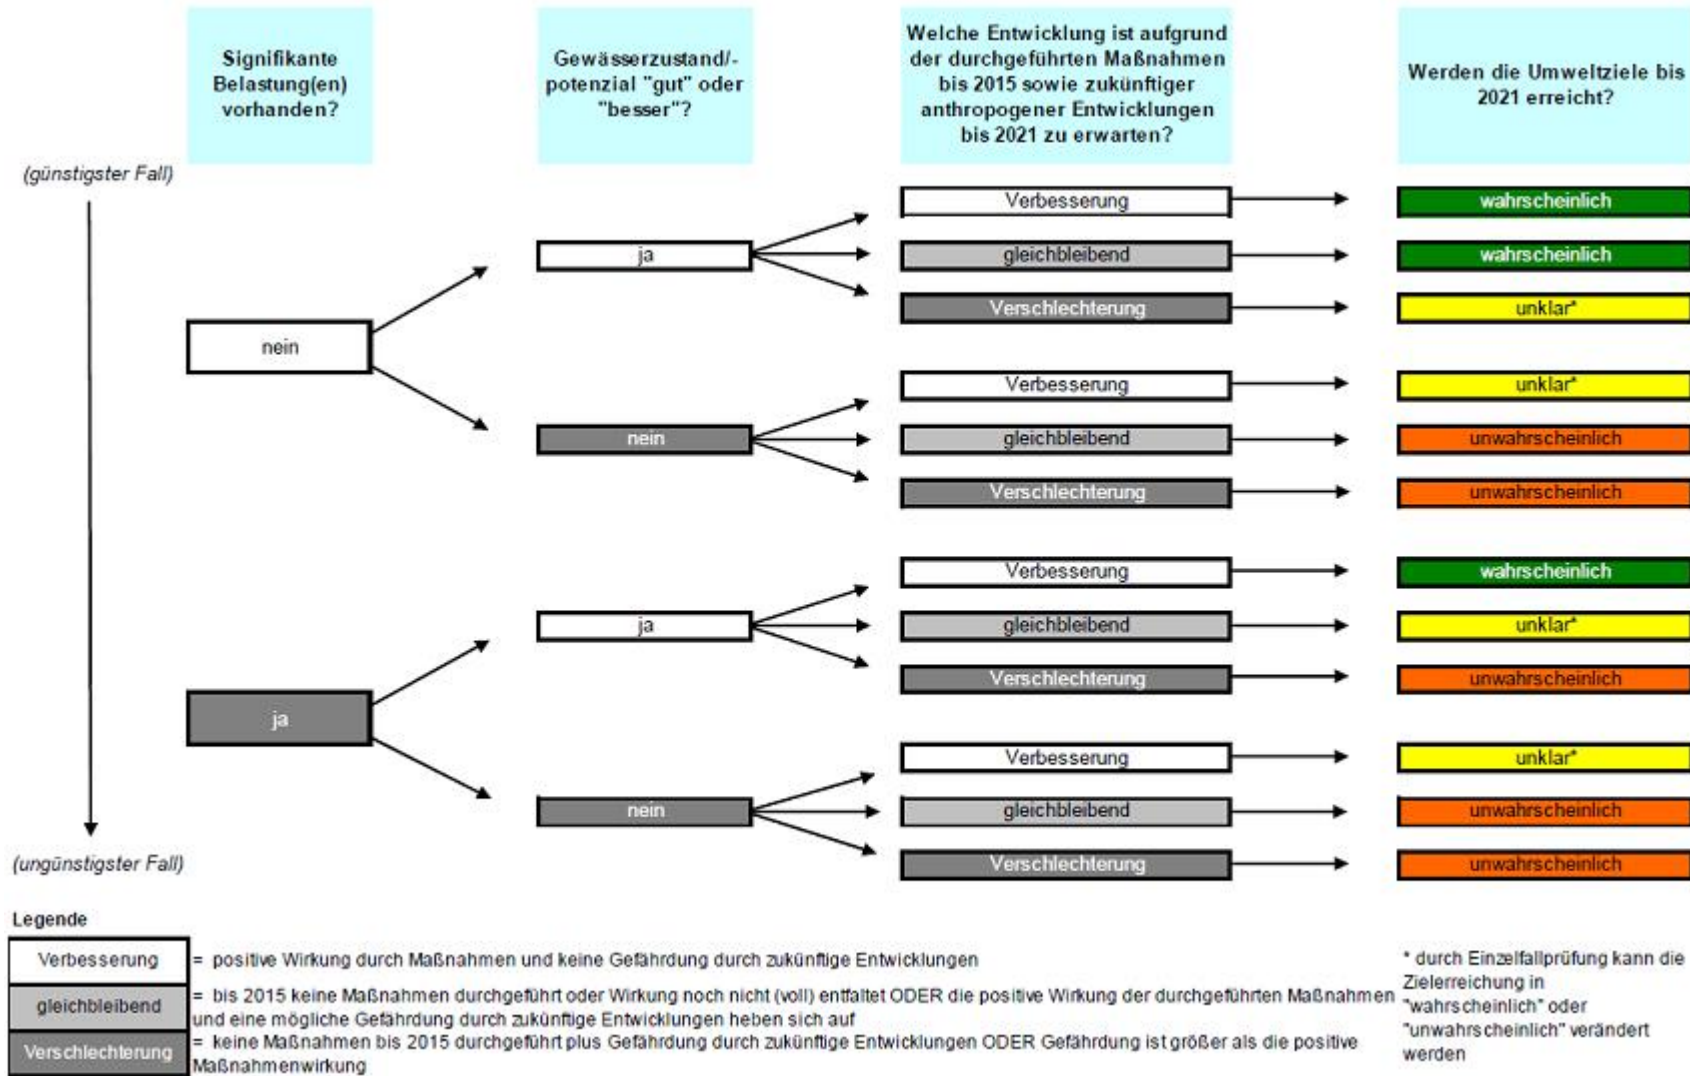 Signifikante
Belastung(en)
vorhanden?
Gewässerzustand/-
potenzial "gut" oder
"besser"?
Welche Entwicklung ist aufgrund
der durchgeführten Maßnahmen
bis 2015 sowie zukünftiger
anthropogener Entwicklungen
bis 2021 zu erwarten?
Werden die Umweltziele bis
2021 erreicht?
(günstigster Fall)
nein
ja
Verbesserung
wahrscheinlich
gleichbleibend
wahrscheinlich
Verschlechterung
unklar*
nein
Verbesserung
unklar*
gleichbleibend
unwahrscheinlich
Verschlechterung
unwahrscheinlich
ja
ja
Verbesserung
wahrscheinlich
gleichbleibend
unklar*
Verschlechterung
unwahrscheinlich
nein
Verbesserung
unklar*
gleichbleibend
unwahrscheinlich
Verschlechterung
unwahrscheinlich
(ungünstigster Fall)
Legende
Verbesserung
= positive Wirkung durch Maßnahmen und keine Gefährdung durch zukünftige Entwicklungen
gleichbleibend
= bis 2015 keine Maßnahmen durchgeführt oder Wirkung noch nicht (voll) entfaltet ODER die positive Wirkung der durchgeführten Maßnahmen
und eine mögliche Gefährdung durch zukünftige Entwicklungen heben sich auf
Verschlechterung
= keine Maßnahmen bis 2015 durchgeführt plus Gefährdung durch zukünftige Entwicklungen ODER Gefährdung ist größer als die positive
Maßnahmenwirkung
* durch Einzelfallprüfung kann die
Zielerreichung in
"wahrscheinlich" oder
"unwahrscheinlich" verändert
werden